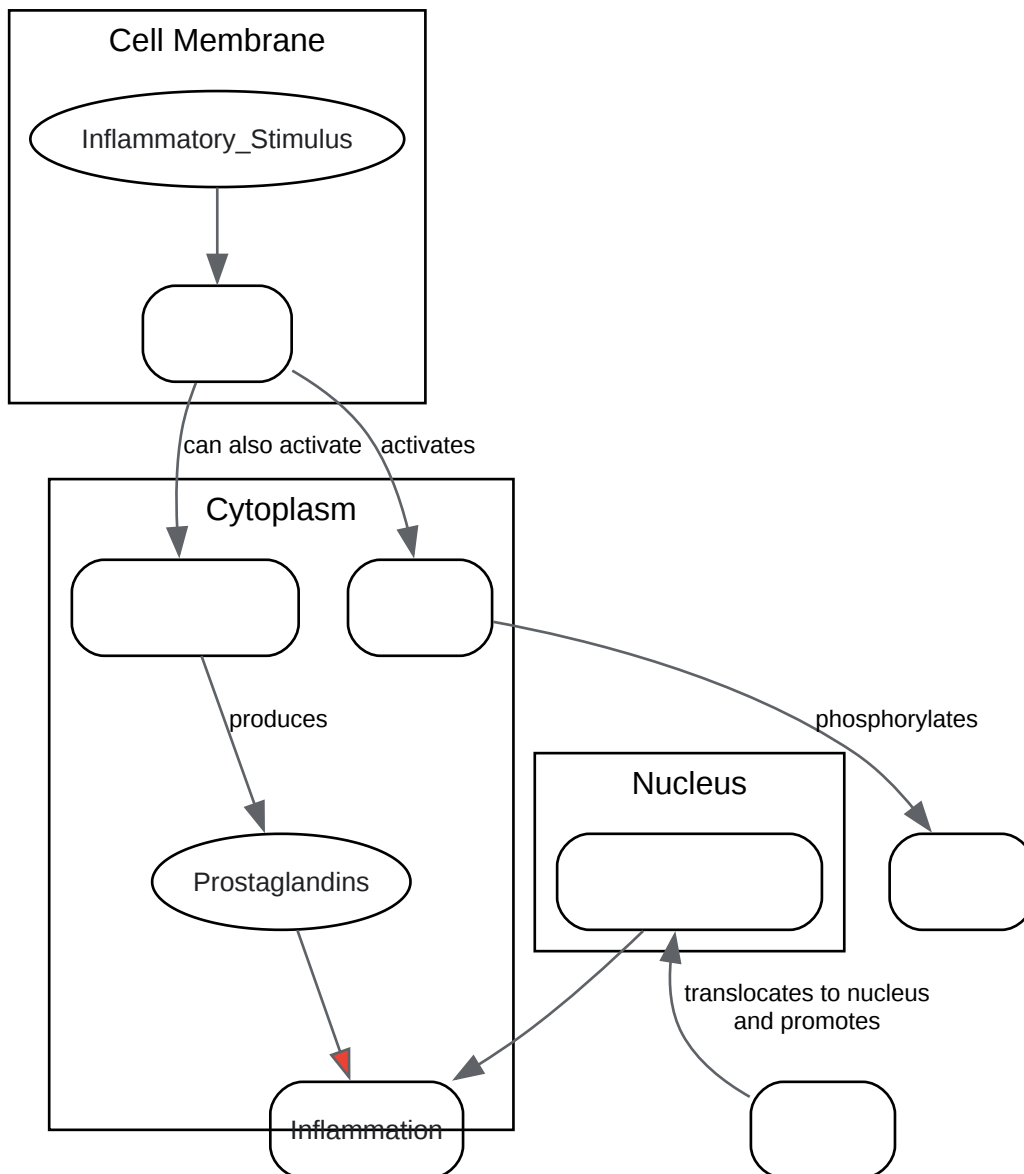 Cell Membrane
Inflammatory_Stimulus
can also activate
activates
Cytoplasm
produces
phosphorylates
Nucleus
Prostaglandins
translocates to nucleus
and promotes
Inflammation